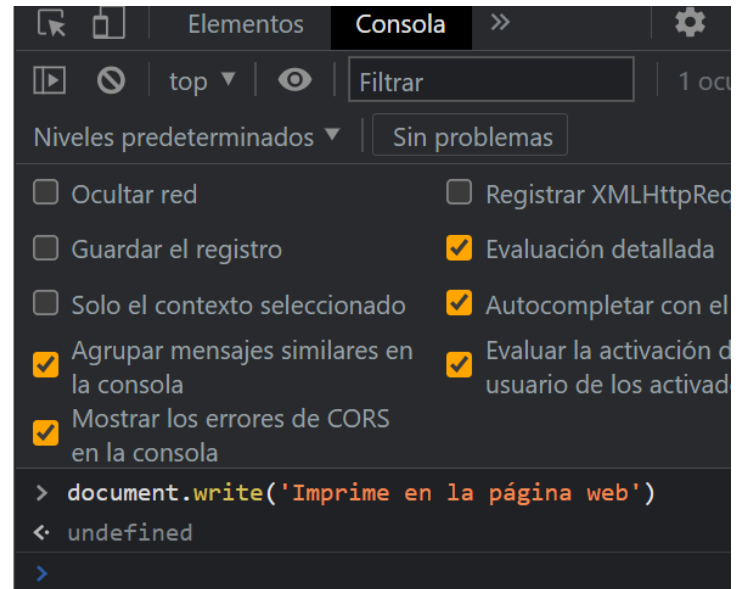 Elementos Consola
top Filtrar 1 ocu
Niveles predeterminados Sin problemas
Ocultar red Registrar XMLHttpReq
Guardar el registro Evaluación detallada
Solo el contexto seleccionado Autocompletar con el
Agrupar mensajes similares en Evaluar la activación d
la consola usuario de los activad
Mostrar los errores de CORS
en la consola
> document.write('Imprime en la página web')
undefined
>